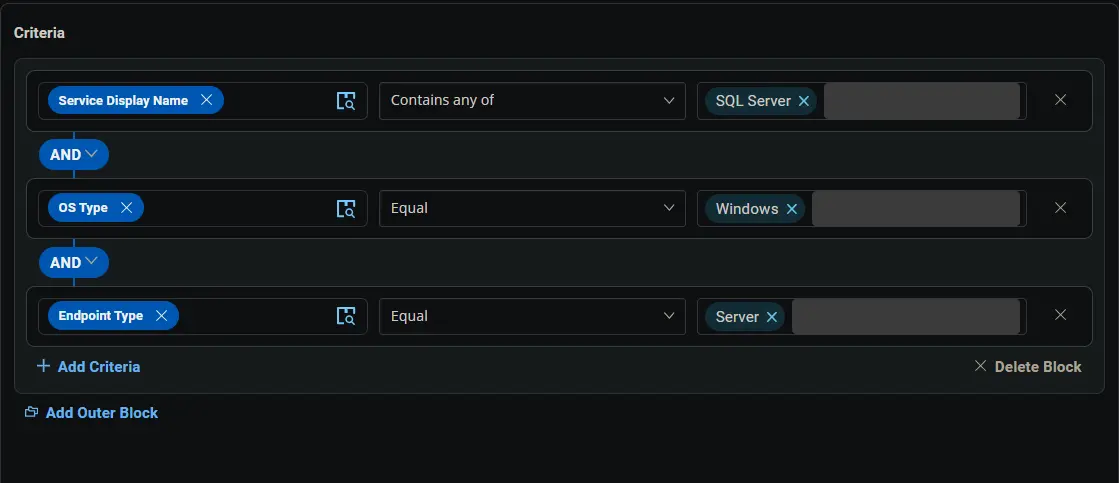 Criteria
Service Display Name Contains any of SQL Server
AND
OS Type Equal Windows
AND
Endpoint Type Equal Server
Add Criteria Delete Block
Add Outer Block